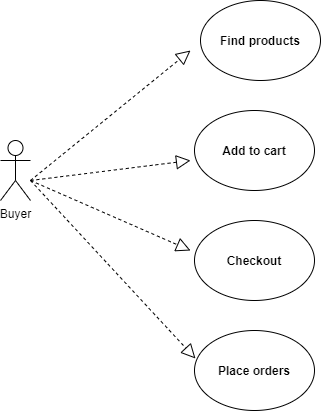 Find products
Add to cart
Buyer
Checkout
Place orders